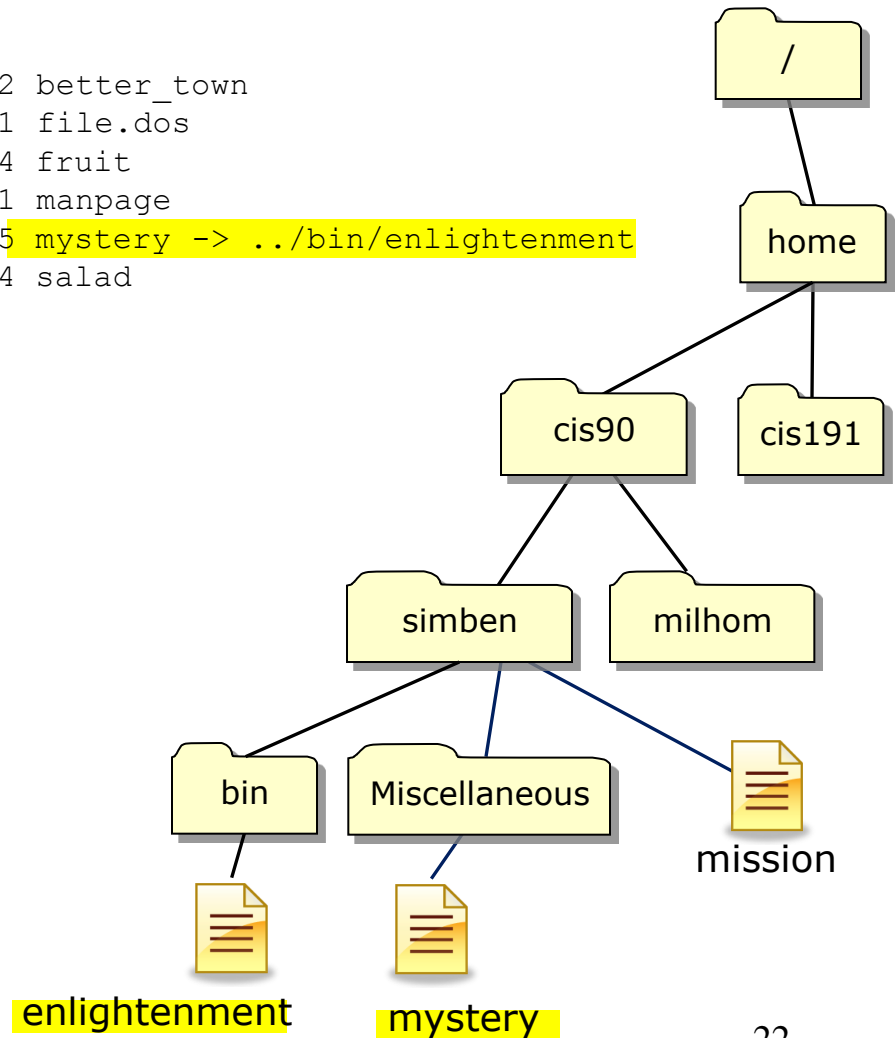 2 better_town
1 file.dos
4 fruit
1 manpage
5 mystery -> ../bin/enlightenment
4 salad
/
home
cis90
cis191
simben
milhom
bin
Miscellaneous
mission
enlightenment
mystery
22